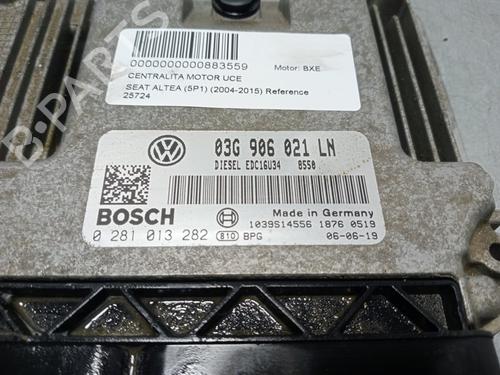 0000000000883559
Motor: BXE
CENTRALITA MOTOR UCE
SEAT ALTEA (5P1) (2004-2015) Reference
25724
03G 906 021 LN
DIESEL EDC16U34 8550
BOSCH
Made in Germany
1039S14556 1876 0519
0 281 013 282 810 BPG 06-06-19
B-Parts